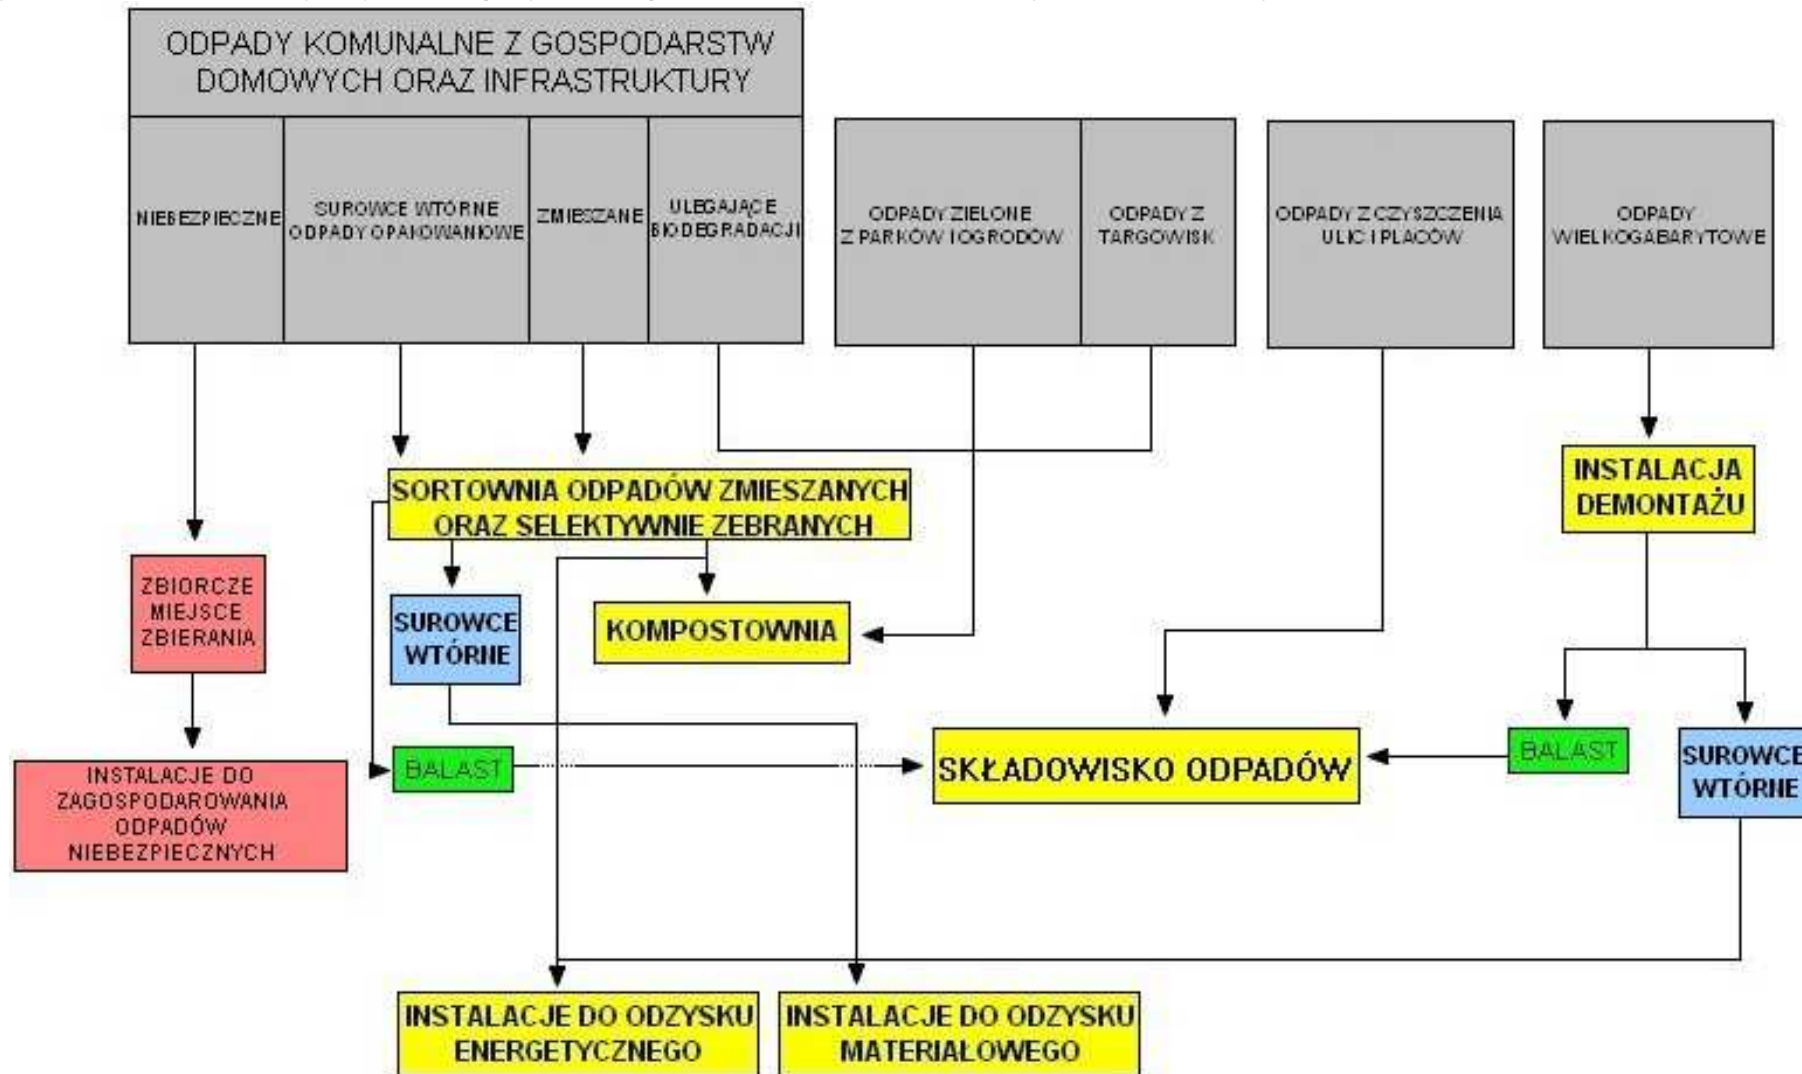 ODPADY KOMUNALNE Z GOSPODARSTW
DOMOWYCH ORAZ INFRASTRUKTURY
NIEBEZPIECZNE
SUROWCE WTÓRNE
ODPADY OPAKOWANIOWE
ZMIESZANE
ULEGAJĄCE
BIODEGRADACJI
ODPADY ZIELONE
Z PARKÓW I OGRODÓW
ODPADY Z
TARGOWISK
ODPADY Z CZYSZCZENIA
ULIC I PLACÓW
ODPADY
WIELKOGABARYTOWE
SORTOWNIA ODPADÓW ZMIESZANYCH
ORAZ SELEKTYWNIE ZEBRANYCH
INSTALACJA
DEMONTAŻU
ZBIORCZE
MIEJSCE
ZBIERANIA
SUROWCE
WTÓRNE
KOMPOSTOWNIA
INSTALACJE DO
ZAGOSPODAROWANIA
ODPADÓW
NIEBEZPIECZNYCH
BALAST
SKŁADOWISKO ODPADÓW
BALAST
SUROWCE
WTÓRNE
INSTALACJE DO ODZYSKU
ENERGETYCZNEGO
INSTALACJE DO ODZYSKU
MATERIAŁOWEGO